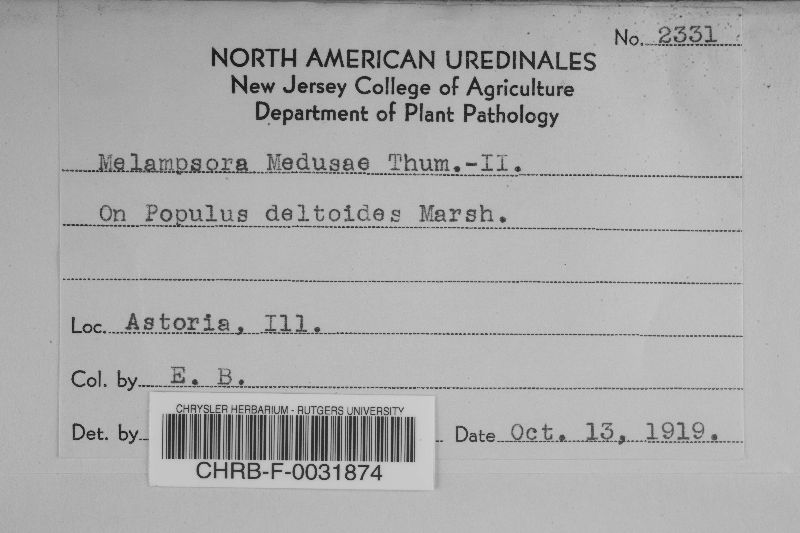 No. 2331
NORTH AMERICAN UREDINALES
New Jersey College of Agriculture
Department of Plant Pathology
Melampsora Medusae Thum.-II.
On Populus deltoides Marsh.
Loc. Astoria, Ill.
Col. by E. B.
Det. by Date Oct. 13, 1919.
CHRYSLER HERBARIUM - RUTGERS UNIVERSITY
CHRB-F-0031874